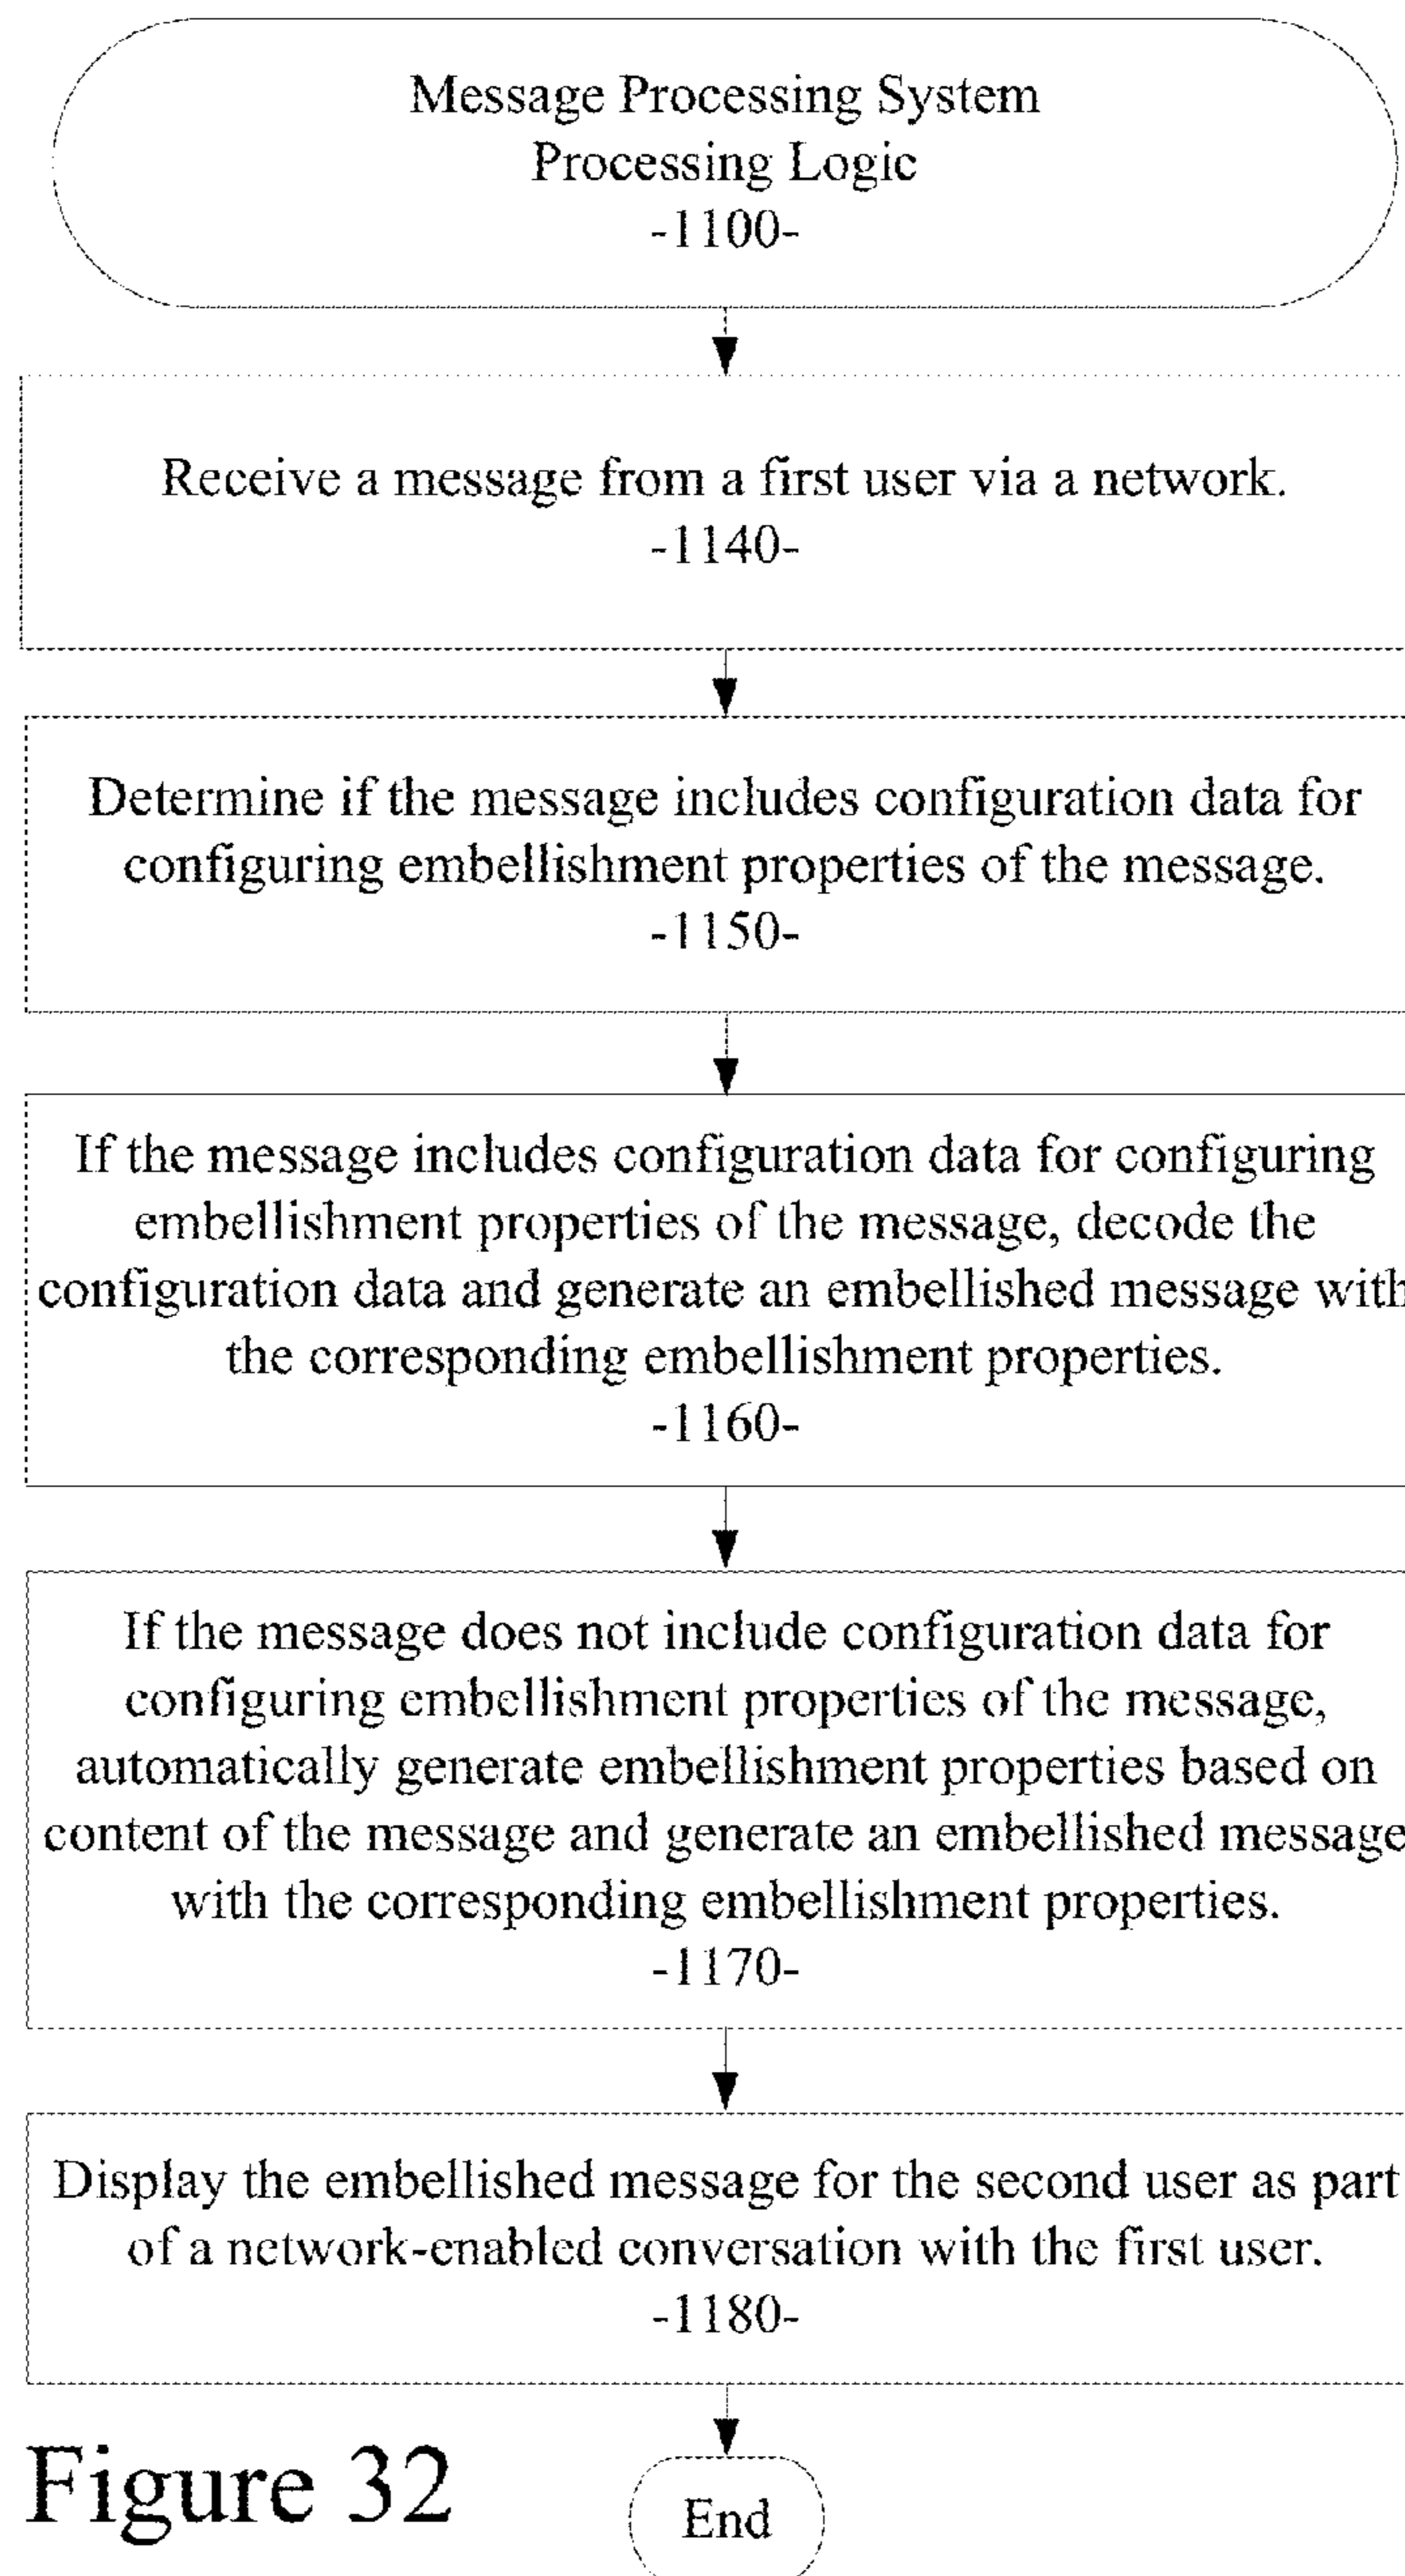 Message Processing System
Processing Logic
-1100-
Receive a message from a first user via a network.
-1140-
Determine if the message includes configuration data for
configuring embellishment properties of the message.
-1150-
If the message includes configuration data for configuring
embellishment properties of the message, decode the
configuration data and generate an embellished message with
the corresponding embellishment properties.
-1160-
If the message does not include configuration data for
configuring embellishment properties of the message,
automatically generate embellishment properties based on
content of the message and generate an embellished message
with the corresponding embellishment properties.
-1170-
Display the embellished message for the second user as part
of a network-enabled conversation with the first user.
-1180-
Figure 32
End